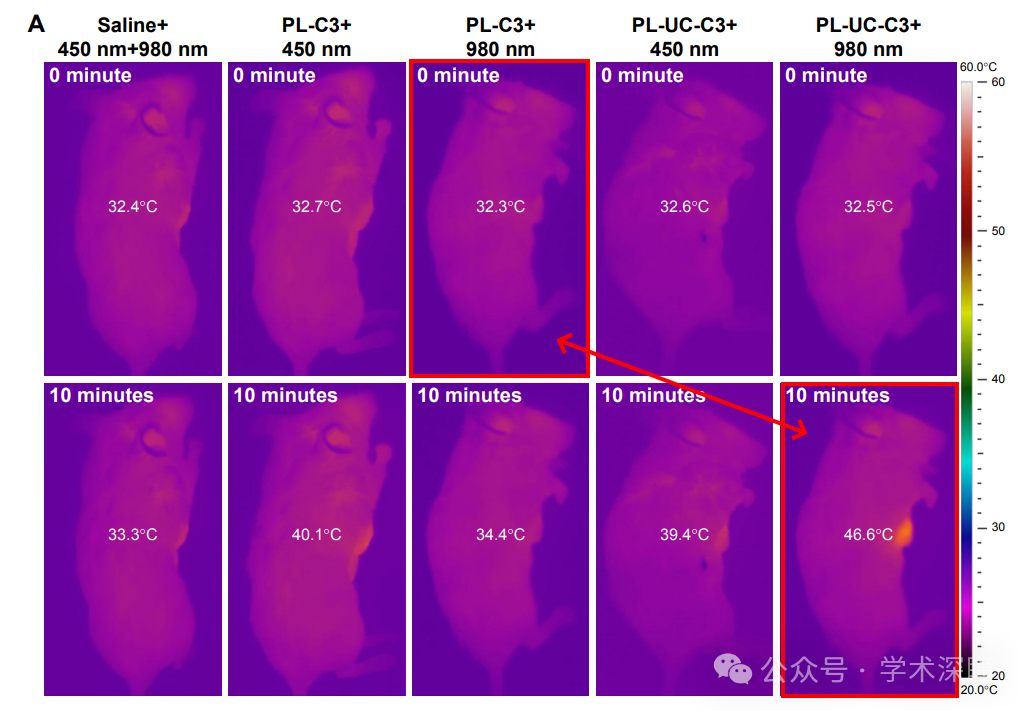 A
Saline+
450 nm+980 nm
PL-C3+
450 nm
PL-C3+
980 nm
PL-UC-C3+
450 nm
PL-UC-C3+
980 nm
0 minute
0 minute
0 minute
0 minute
0 minute
60.0°C
60
50
40
30
20
20.0°C
32.4°C
32.7°C
32.3°C
32.6°C
32.5°C
10 minutes
10 minutes
10 minutes
10 minutes
10 minutes
33.3°C
40.1°C
34.4°C
39.4°C
46.6°C
公众号 · 学术深